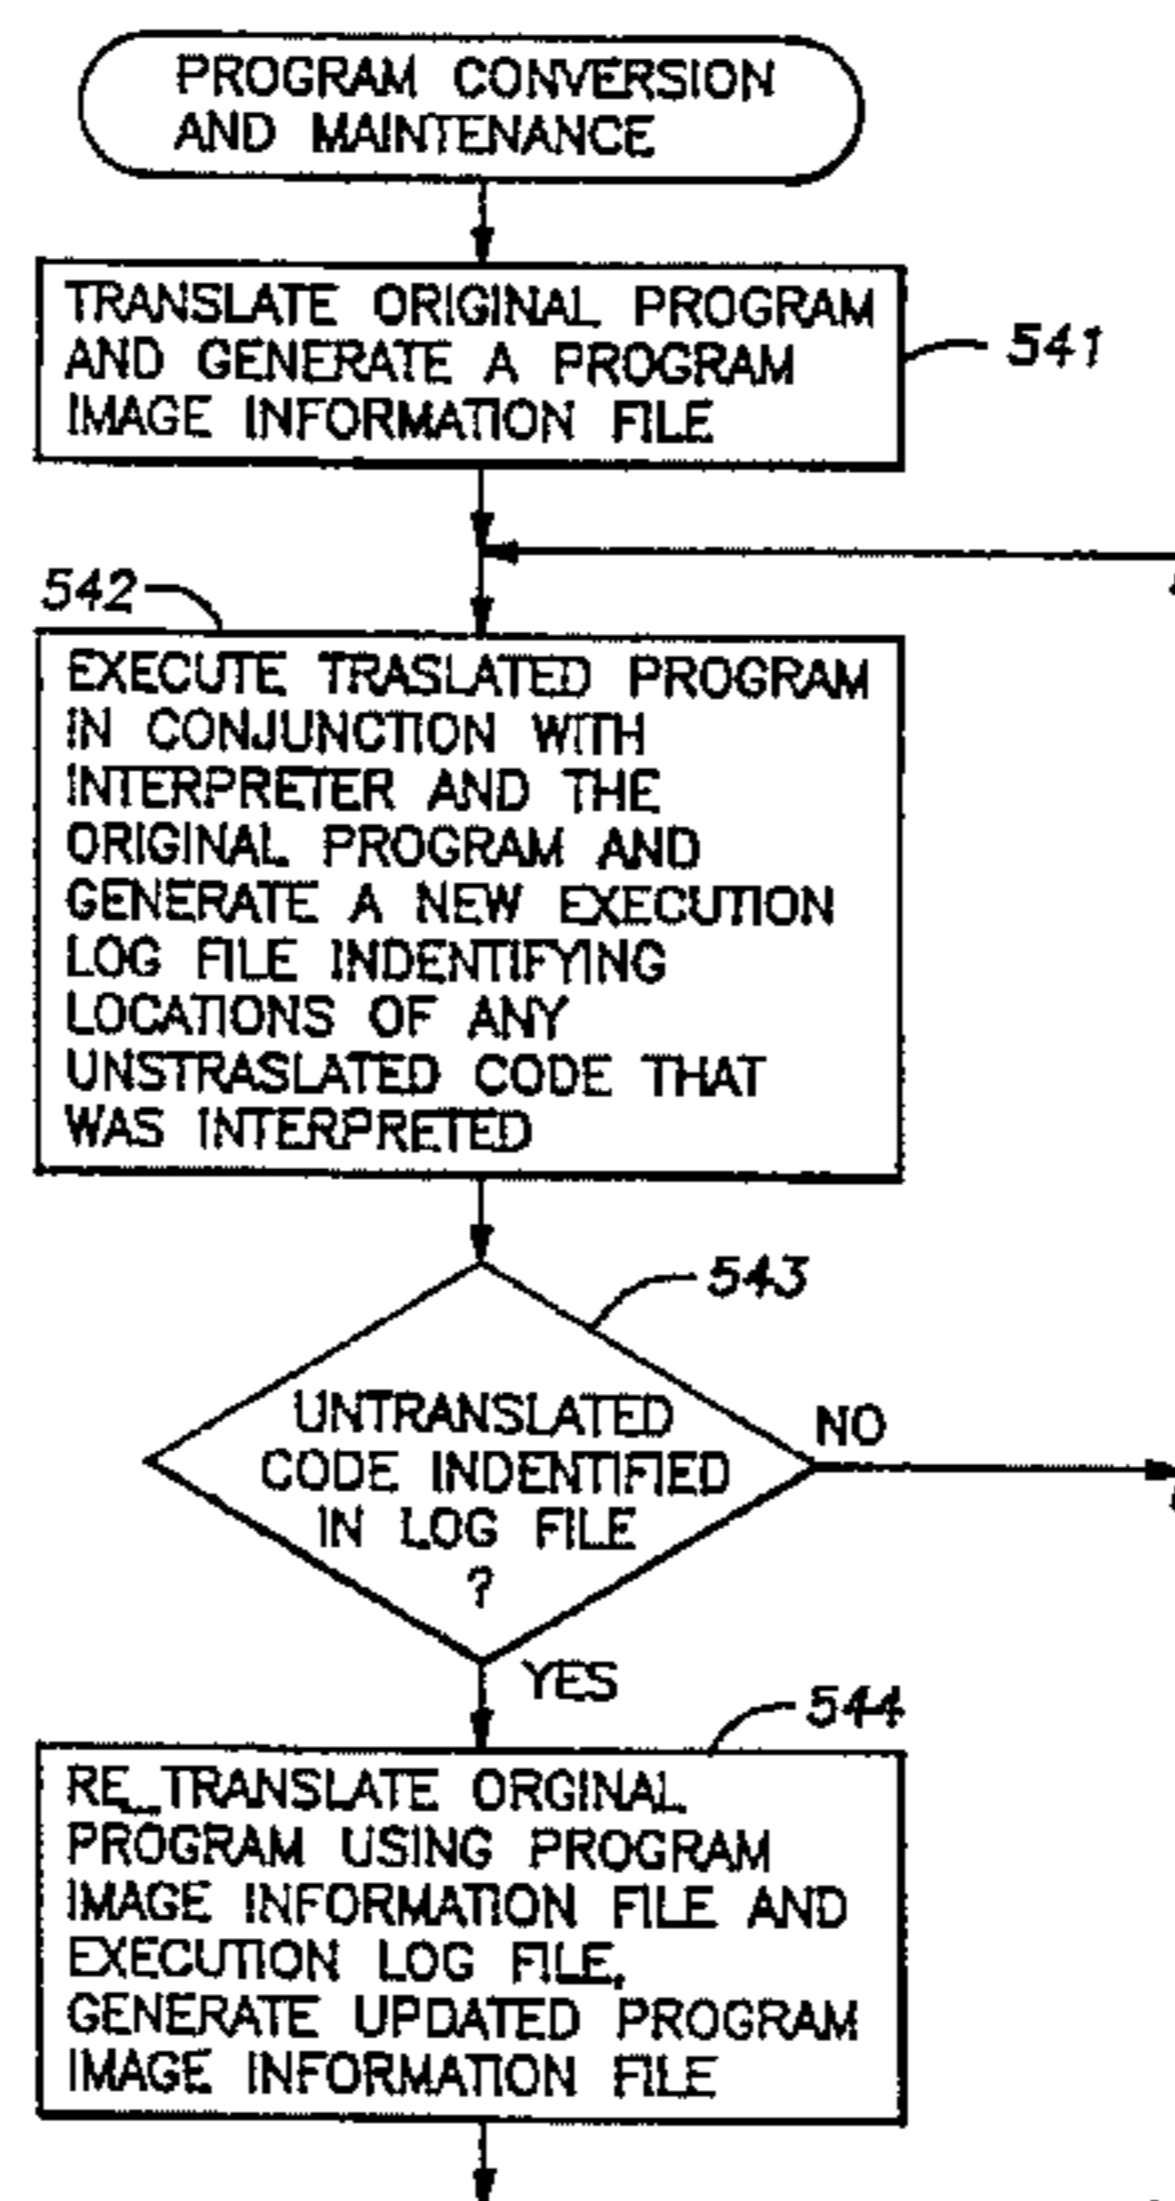 PROGRAM CONVERSION
AND MAINTENANCE
TRANSLATE ORIGINAL PROGRAM
AND GENERATE A PROGRAM
IMAGE INFORMATION FILE
541
542
EXECUTE TRASLATED PROGRAM
IN CONJUNCTION WITH
INTERPRETER AND THE
ORIGINAL PROGRAM AND
GENERATE A NEW EXECUTION
LOG FILE INDENTIFYING
LOCATIONS OF ANY
UNSTRASLATED CODE THAT
WAS INTERPRETED
543
UNTRANSLATED
CODE INDENTIFIED
IN LOG FILE
?
NO
YES
544
RE_TRANSLATE ORGINAL
PROGRAM USING PROGRAM
IMAGE INFORMATION FILE AND
EXECUTION LOG FILE.
GENERATE UPDATED PROGRAM
IMAGE INFORMATION FILE